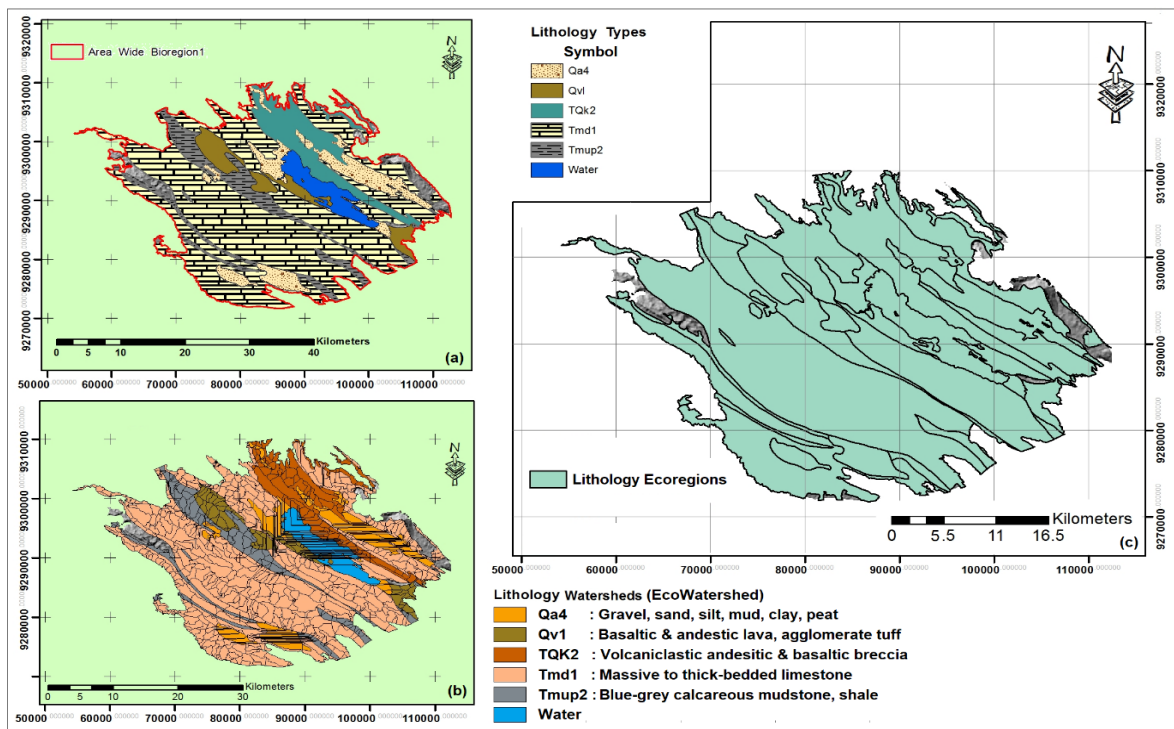 Area Wide Bioregion1
N
9320000
9310000
9300000
9290000
9280000
9270000
0 5 10 20 30 40
Kilometers
(a)
50000 60000 70000 80000 90000 100000 110000
Lithology Types
Symbol
Qa4
Qvl
TQk2
Tmd1
Tmup2
Water
N
9310000
9300000
9290000
9280000
Kilometers
0 5 10 20 30
(b)
50000 60000 70000 80000 90000 100000 110000
N
9320000
9310000
9300000
9290000
9280000
9270000
Lithology Ecoregions
Kilometers
0 5.5 11 16.5
(c)
50000 60000 70000 80000 90000 100000 110000
Lithology Watersheds (EcoWatershed)
Qa4 : Gravel, sand, silt, mud, clay, peat
Qv1 : Basaltic & andestic lava, agglomerate tuff
TQK2 : Volcaniclastic andesitic & basaltic breccia
Tmd1 : Massive to thick-bedded limestone
Tmup2 : Blue-grey calcareous mudstone, shale
Water